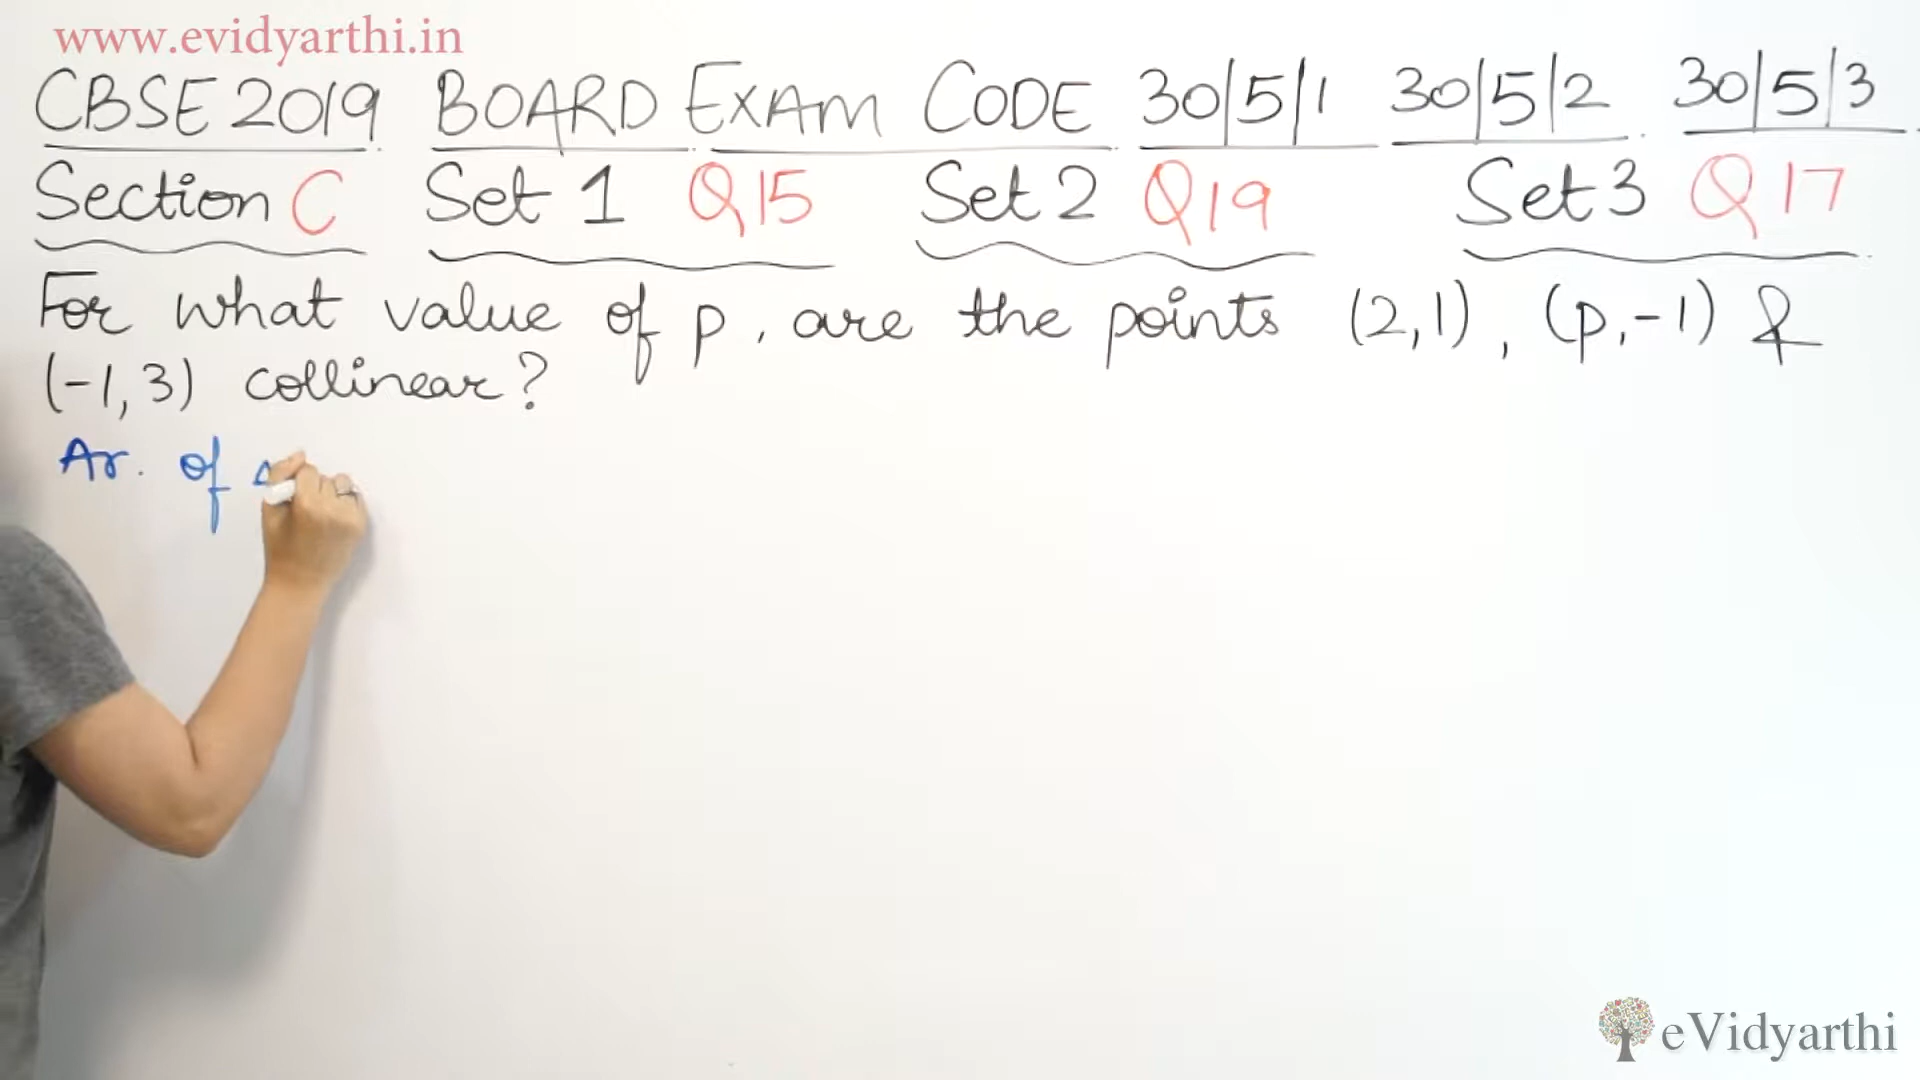 www.evidyarthi.in
CBSE 2019 BOARD EXAM CODE 30/5/1 30/5/2 30/5/3
Section C Set 1 Q15 Set 2 Q19 Set 3 Q 17
For what value of p, are the points (2,1), (p,-1) &
(-1,3) collinear?
Ar. of
eVidyarthi